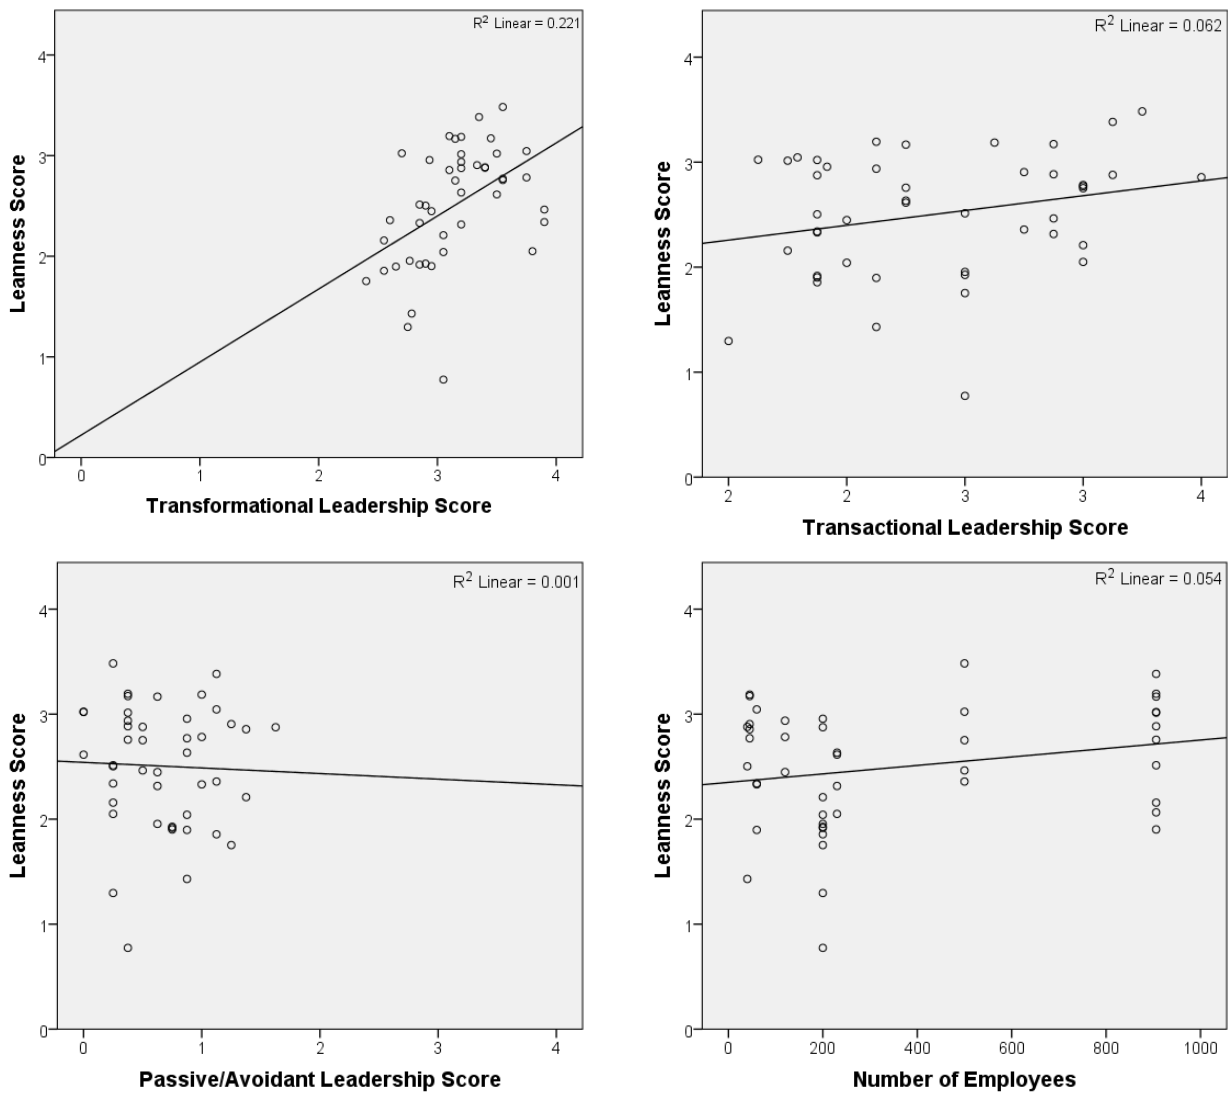 R² Linear = 0.221
4
3
2
1
0
0 1 2 3 4
Leanness Score
Transformational Leadership Score
R² Linear = 0.062
4
3
2
1
0
2 2 3 3 4
Leanness Score
Transactional Leadership Score
R² Linear = 0.001
4
3
2
1
0
0 1 2 3 4
Leanness Score
Passive/Avoidant Leadership Score
R² Linear = 0.054
4
3
2
1
0
0 200 400 600 800 1000
Leanness Score
Number of Employees